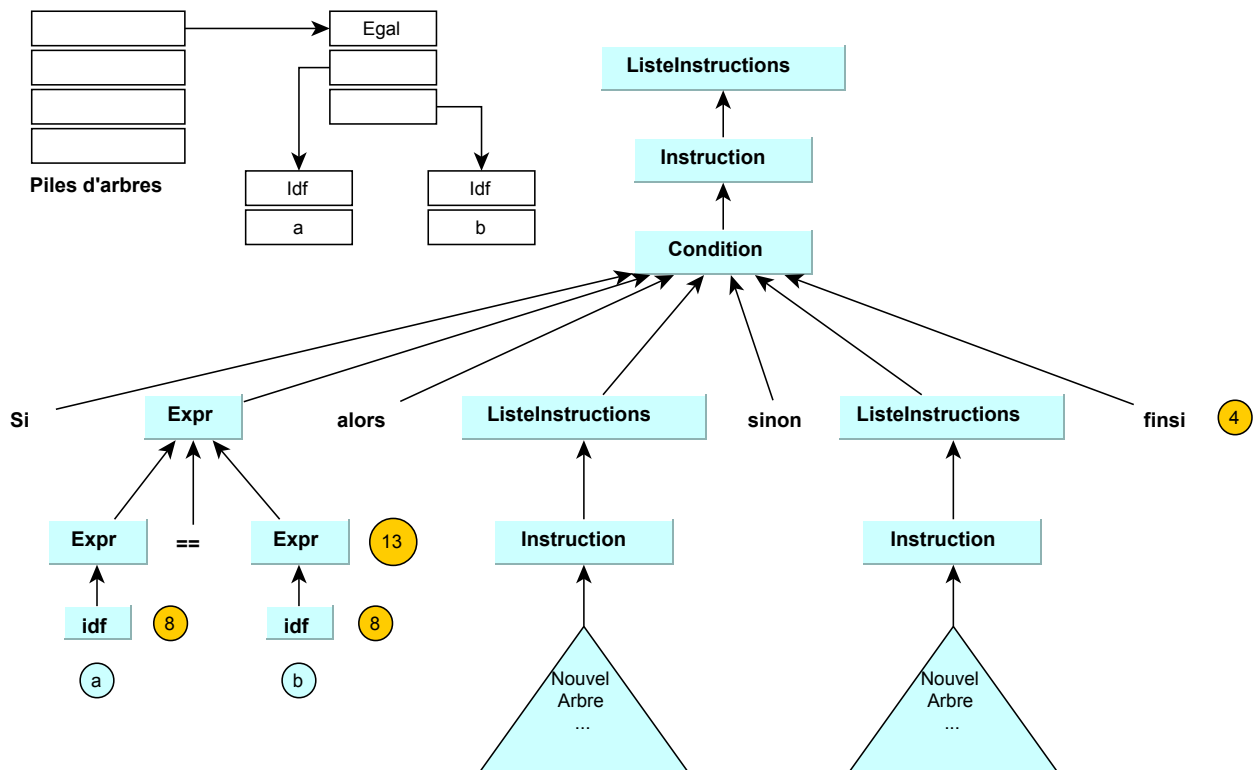 Egal
ListeInstructions
Instruction
Piles d'arbres
Idf
Idf
a
b
Condition
Si
Expr
alors
ListeInstructions
sinon
ListeInstructions
finsi
4
Expr
==
Expr
13
Instruction
Instruction
idf
8
idf
8
a
b
Nouvel
Arbre
...
Nouvel
Arbre
...